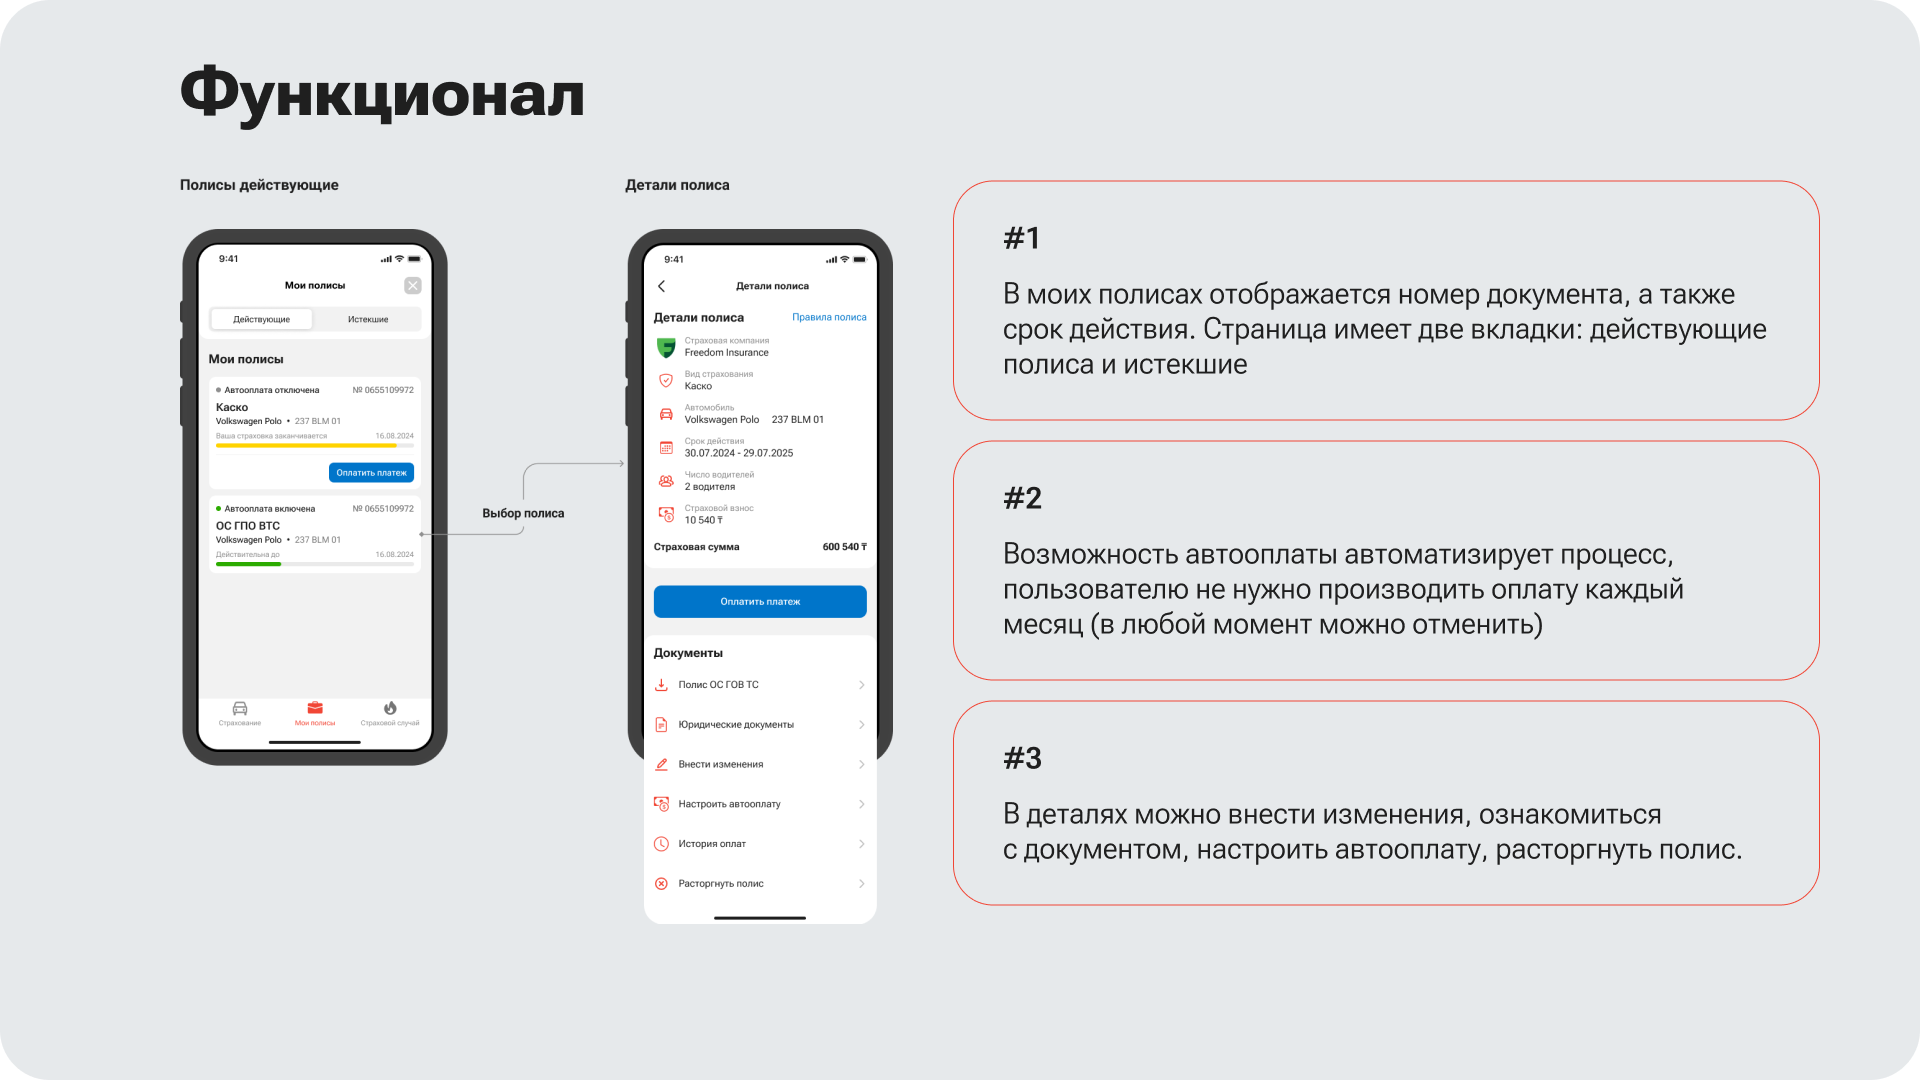 Функционал
Полисы действующие
9:41
Мои полисы
Действующие
Истекшие
Мои полисы
Автооплата отключена
№ 0655109972
Каско
Volkswagen Polo • 237 BLM 01
Ваша страховка заканчивается
16.08.2024
Оплатить платеж
Автооплата включена
№ 0655109972
ОС ГПО ВТС
Volkswagen Polo • 237 BLM 01
Действительна до
16.08.2024
Страхование
Мои полисы
Страховой случай
Выбор полиса
Детали полиса
9:41
Детали полиса
Детали полиса
Правила полиса
Страховая компания
Freedom Insurance
Вид страхования
Каско
Автомобиль
Volkswagen Polo 237 BLM 01
Срок действия
30.07.2024 - 29.07.2025
Число водителей
2 водителя
Страховой взнос
10 540 ₸
Страховая сумма
600 540 ₸
Оплатить платеж
Документы
Полис ОС ГОВ ТС
Юридические документы
Внести изменения
Настроить автооплату
История оплат
Расторгнуть полис
#1
В моих полисах отображается номер документа, а также
срок действия. Страница имеет две вкладки: действующие
полиса и истекшие
#2
Возможность автооплаты автоматизирует процесс,
пользователю не нужно производить оплату каждый
месяц (в любой момент можно отменить)
#3
В деталях можно внести изменения, ознакомиться
с документом, настроить автооплату, расторгнуть полис.